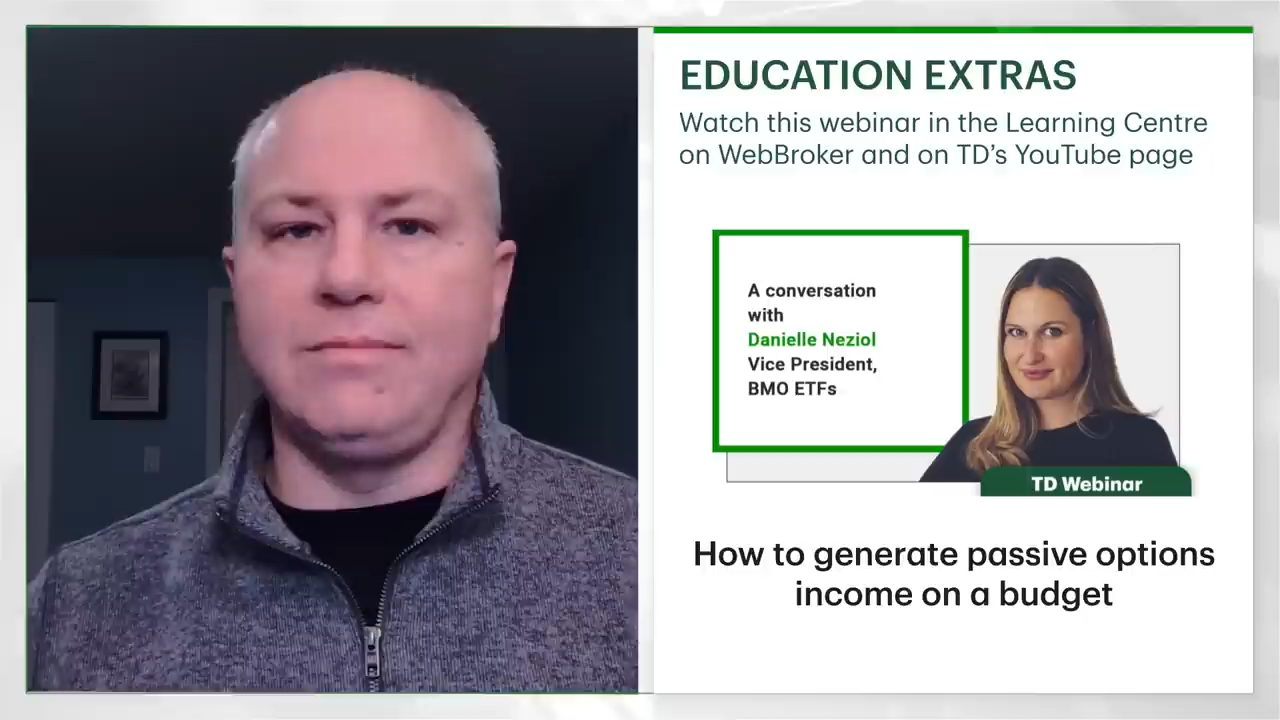 EDUCATION EXTRAS
Watch this webinar in the Learning Centre
on WebBroker and on TD’s YouTube page
A conversation
with
Danielle Neziol
Vice President,
BMO ETFs
TD Webinar
How to generate passive options
income on a budget